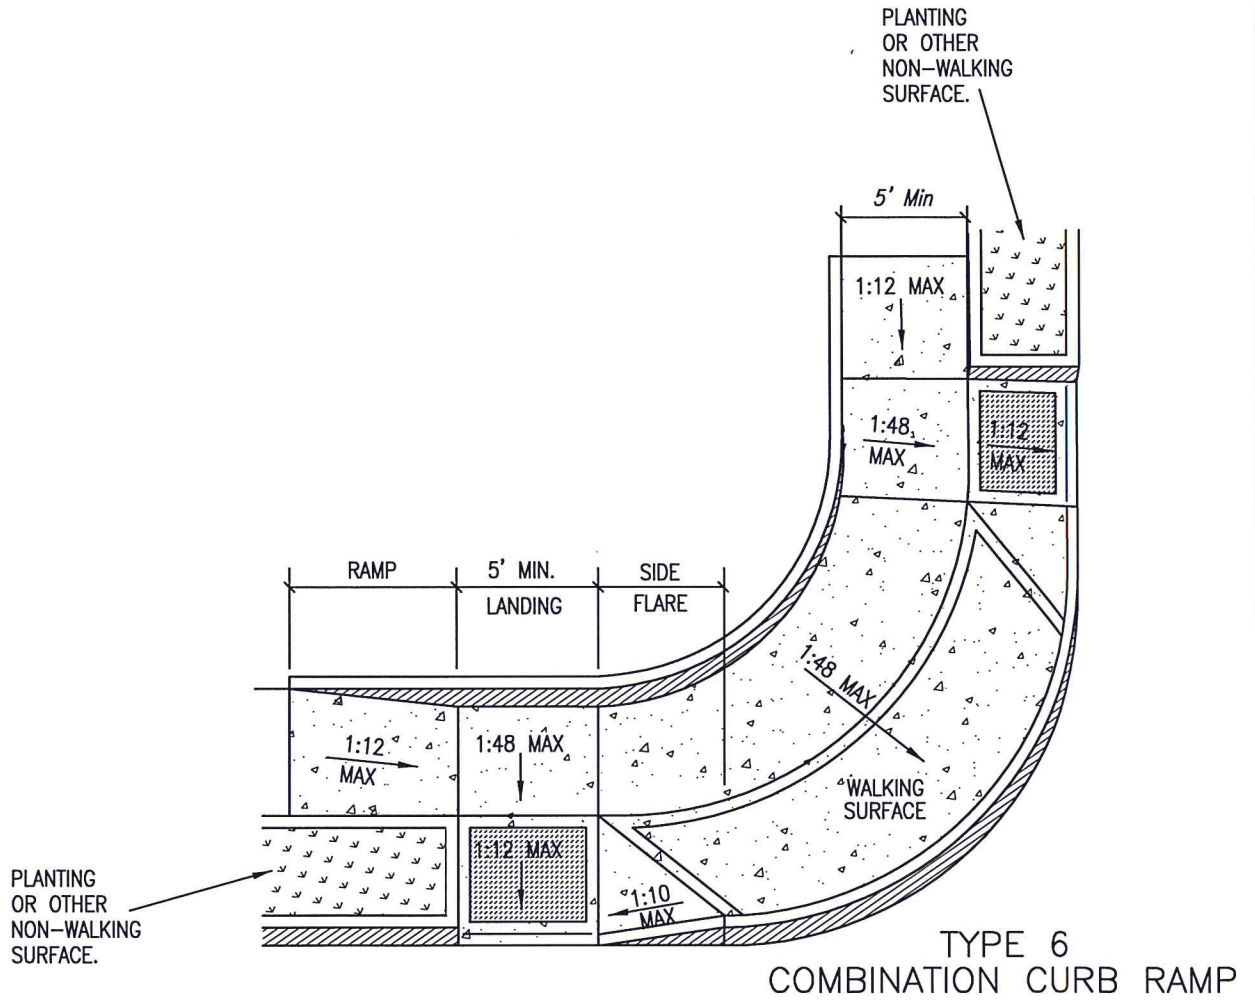 PLANTING
OR OTHER
NON-WALKING
SURFACE.
5' Min
1:12 MAX
1:48
MAX
1:12
MAX
RAMP
5' MIN.
LANDING
SIDE
FLARE
1:48 MAX
1:12
MAX
1:48 MAX
WALKING
SURFACE
1:12 MAX
1:10
MAX
PLANTING
OR OTHER
NON-WALKING
SURFACE.
TYPE 6
COMBINATION CURB RAMP